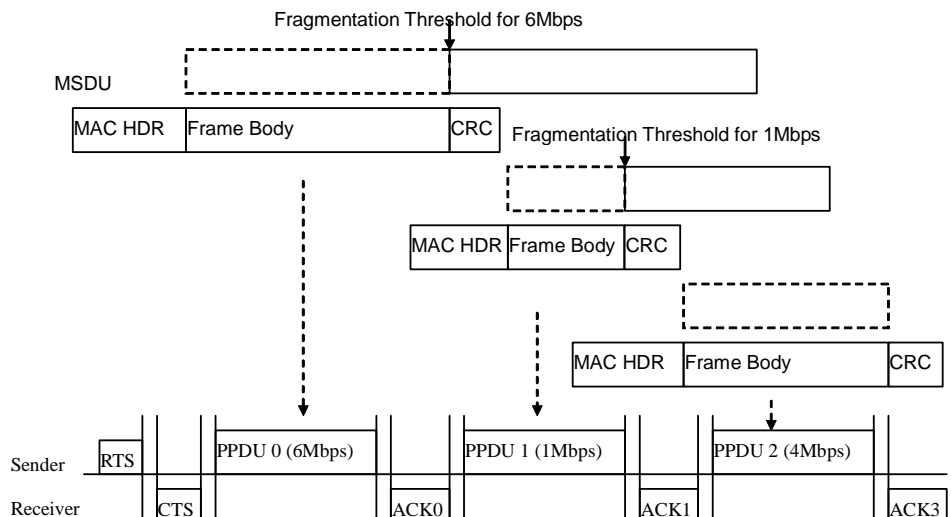 Fragmentation Threshold for 6Mbps
MSDU
MAC HDR Frame Body CRC
Fragmentation Threshold for 1Mbps
MAC HDR Frame Body CRC
MAC HDR Frame Body CRC
Sender RTS PPDU 0 (6Mbps) PPDU 1 (1Mbps) PPDU 2 (4Mbps)
Receiver CTS ACK0 ACK1 ACK3